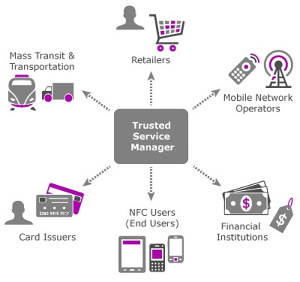 Retailers
Mass Transit &
Transportation
Mobile Network
Operators
Trusted
Service
Manager
Card Issuers
NFC Users
(End Users)
Financial
Institutions
$
$